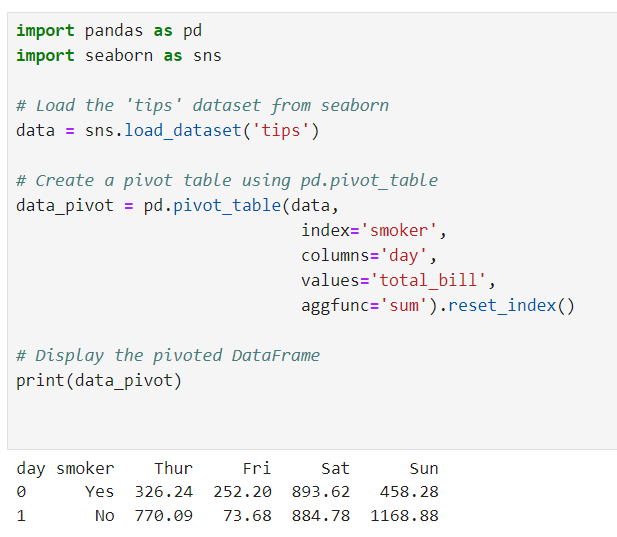 import pandas as pd
import seaborn as sns
# Load the 'tips' dataset from seaborn
data = sns.load_dataset('tips')
# Create a pivot table using pd.pivot_table
data_pivot = pd.pivot_table(data,
index='smoker',
columns='day',
values='total_bill',
aggfunc='sum').reset_index()
# Display the pivoted DataFrame
print(data_pivot)
day smoker Thur Fri Sat Sun
0 Yes 326.24 252.20 893.62 458.28
1 No 770.09 73.68 884.78 1168.88